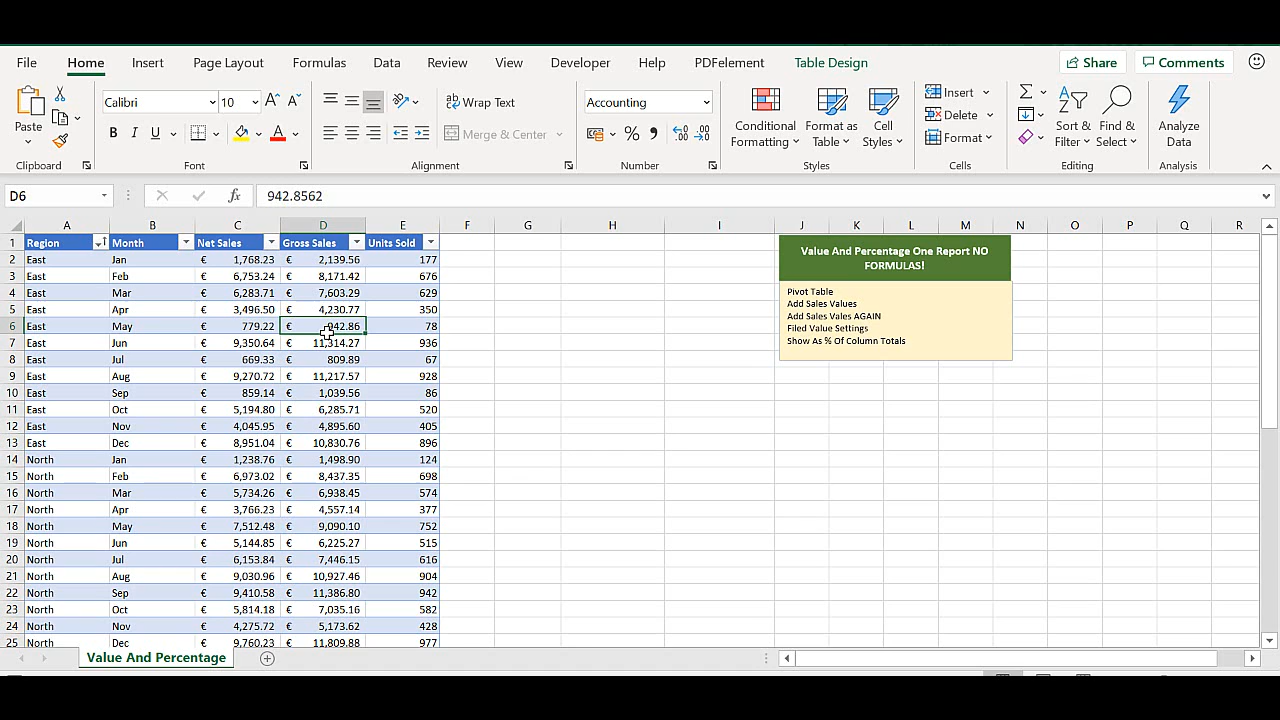 File Home Insert Page Layout Formulas Data Review View Developer Help PDFelement Table Design Share Comments
Calibri 10 Wrap Text Accounting Insert
Paste B I U Merge & Center % Conditional Formatting Format as Table Cell Styles Delete Format Sort & Filter Find & Select Analyze Data
Clipboard Font Alignment Number Styles Cells Editing Analysis
D6 fx 942.8562
A B C D E F G H I J K L M N O P Q R
1 Region Month Net Sales Gross Sales Units Sold
2 East Jan € 1,768.23 € 2,139.56 177
3 East Feb € 6,753.24 € 8,171.42 676
4 East Mar € 6,283.71 € 7,603.29 629
5 East Apr € 3,496.50 € 4,230.77 350
6 East May € 779.22 € 942.86 78
7 East Jun € 9,350.64 € 11,314.27 936
8 East Jul € 669.33 € 809.89 67
9 East Aug € 9,270.72 € 11,217.57 928
10 East Sep € 859.14 € 1,039.56 86
11 East Oct € 5,194.80 € 6,285.71 520
12 East Nov € 4,045.95 € 4,895.60 405
13 East Dec € 8,951.04 € 10,830.76 896
14 North Jan € 1,238.76 € 1,498.90 124
15 North Feb € 6,973.02 € 8,437.35 698
16 North Mar € 5,734.26 € 6,938.45 574
17 North Apr € 3,766.23 € 4,557.14 377
18 North May € 7,512.48 € 9,090.10 752
19 North Jun € 5,144.85 € 6,225.27 515
20 North Jul € 6,153.84 € 7,446.15 616
21 North Aug € 9,030.96 € 10,927.46 904
22 North Sep € 9,410.58 € 11,386.80 942
23 North Oct € 5,814.18 € 7,035.16 582
24 North Nov € 4,275.72 € 5,173.62 428
25 North Dec € 9,760.23 € 11,809.88 977
Value And Percentage One Report NO
FORMULAS!
Pivot Table
Add Sales Values
Add Sales Vales AGAIN
Filed Value Settings
Show As % Of Column Totals
Value And Percentage